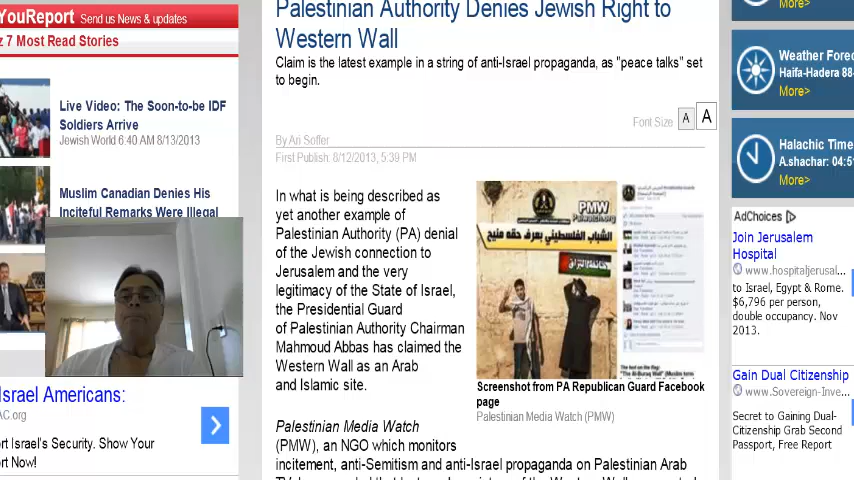 YouReport Send us News & updates
z 7 Most Read Stories
Live Video: The Soon-to-be IDF
Soldiers Arrive
Jewish World 6:40 AM 8/13/2013
Muslim Canadian Denies His
Inciteful Remarks Were Illegal
Israel Americans:
AC.org
rt Israel's Security. Show Your
rt Now!
Palestinian Authority Denies Jewish Right to
Western Wall
Claim is the latest example in a string of anti-Israel propaganda, as "peace talks" set
to begin.
Font Size A A
By Ari Soffer
First Publish: 8/12/2013, 5:39 PM
In what is being described as
yet another example of
Palestinian Authority (PA) denial
of the Jewish connection to
Jerusalem and the very
legitimacy of the State of Israel,
the Presidential Guard
of Palestinian Authority Chairman
Mahmoud Abbas has claimed the
Western Wall as an Arab
and Islamic site.
PMW
Palwatch.org
الشباب الفلسطيني يعرف حقه منيح
Screenshot from PA Republican Guard Facebook
page
Palestinian Media Watch (PMW)
Palestinian Media Watch
(PMW), an NGO which monitors
incitement, anti-Semitism and anti-Israel propaganda on Palestinian Arab
More>
Weather Forec
Haifa-Hadera 88-
More>
Halachic Time
A.shachar: 04:51
More>
AdChoices
Join Jerusalem
Hospital
www.hospitaljerusal...
to Israel, Egypt & Rome.
$6,796 per person,
double occupancy. Nov
2013.
Gain Dual Citizenship
www.Sovereign-Inve...
Secret to Gaining Dual-
Citizenship Grab Second
Passport, Free Report